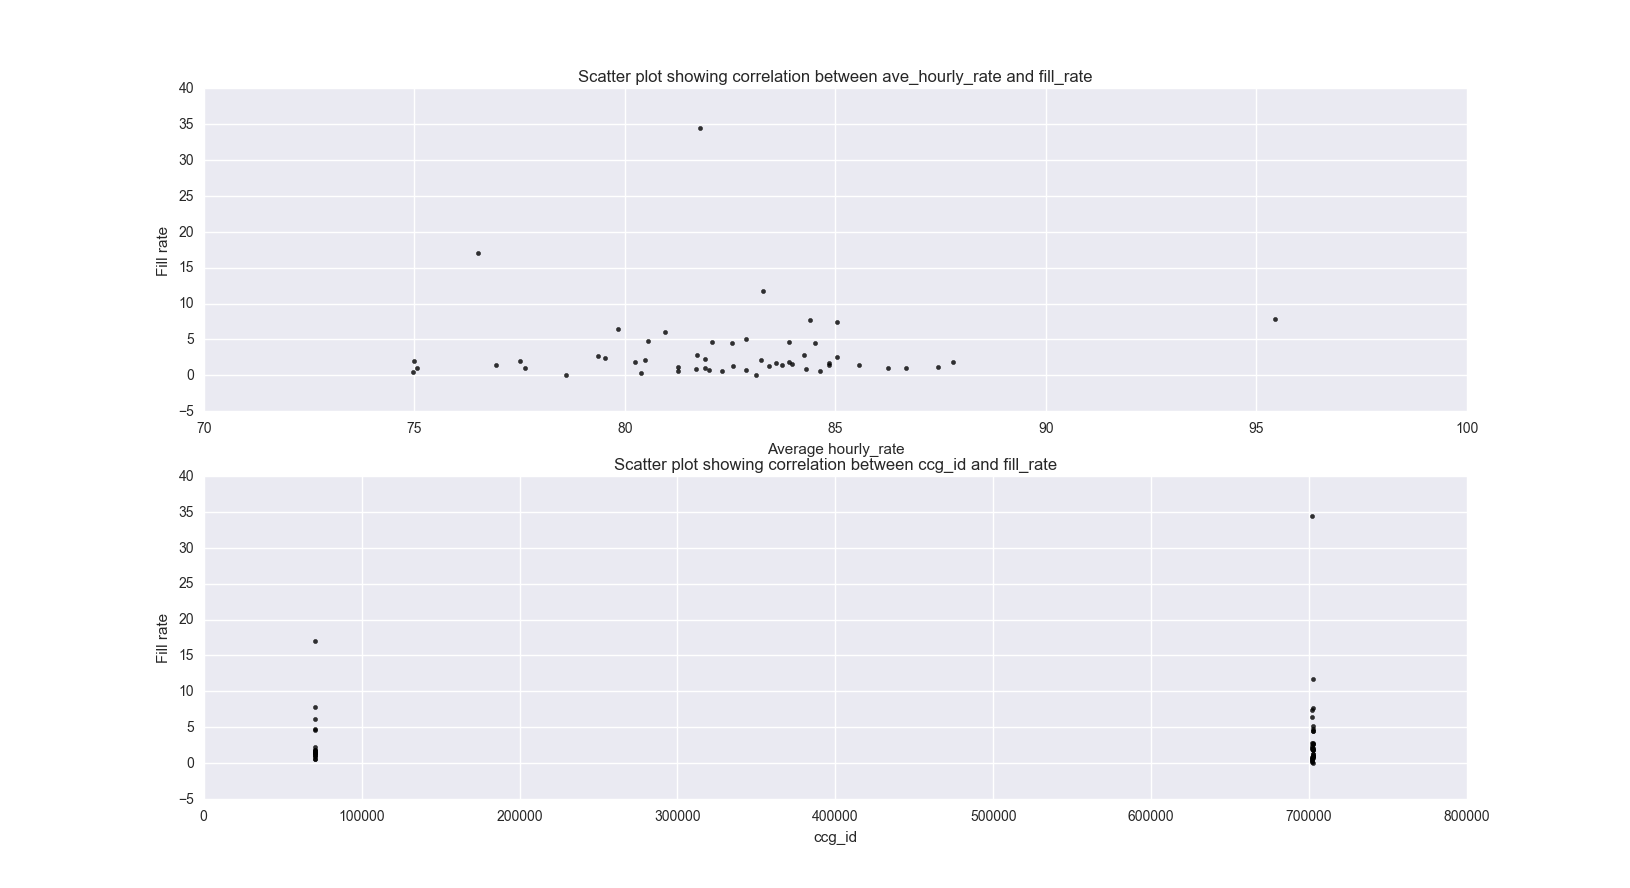 Scatter plot showing correlation between ave_hourly_rate and fill_rate
40
35
30
25
20
15
10
5
0
−5
Fill rate
70 75 80 85 90 95 100
Average hourly_rate
Scatter plot showing correlation between ccg_id and fill_rate
40
35
30
25
20
15
10
5
0
−5
Fill rate
0 100000 200000 300000 400000 500000 600000 700000 800000
ccg_id